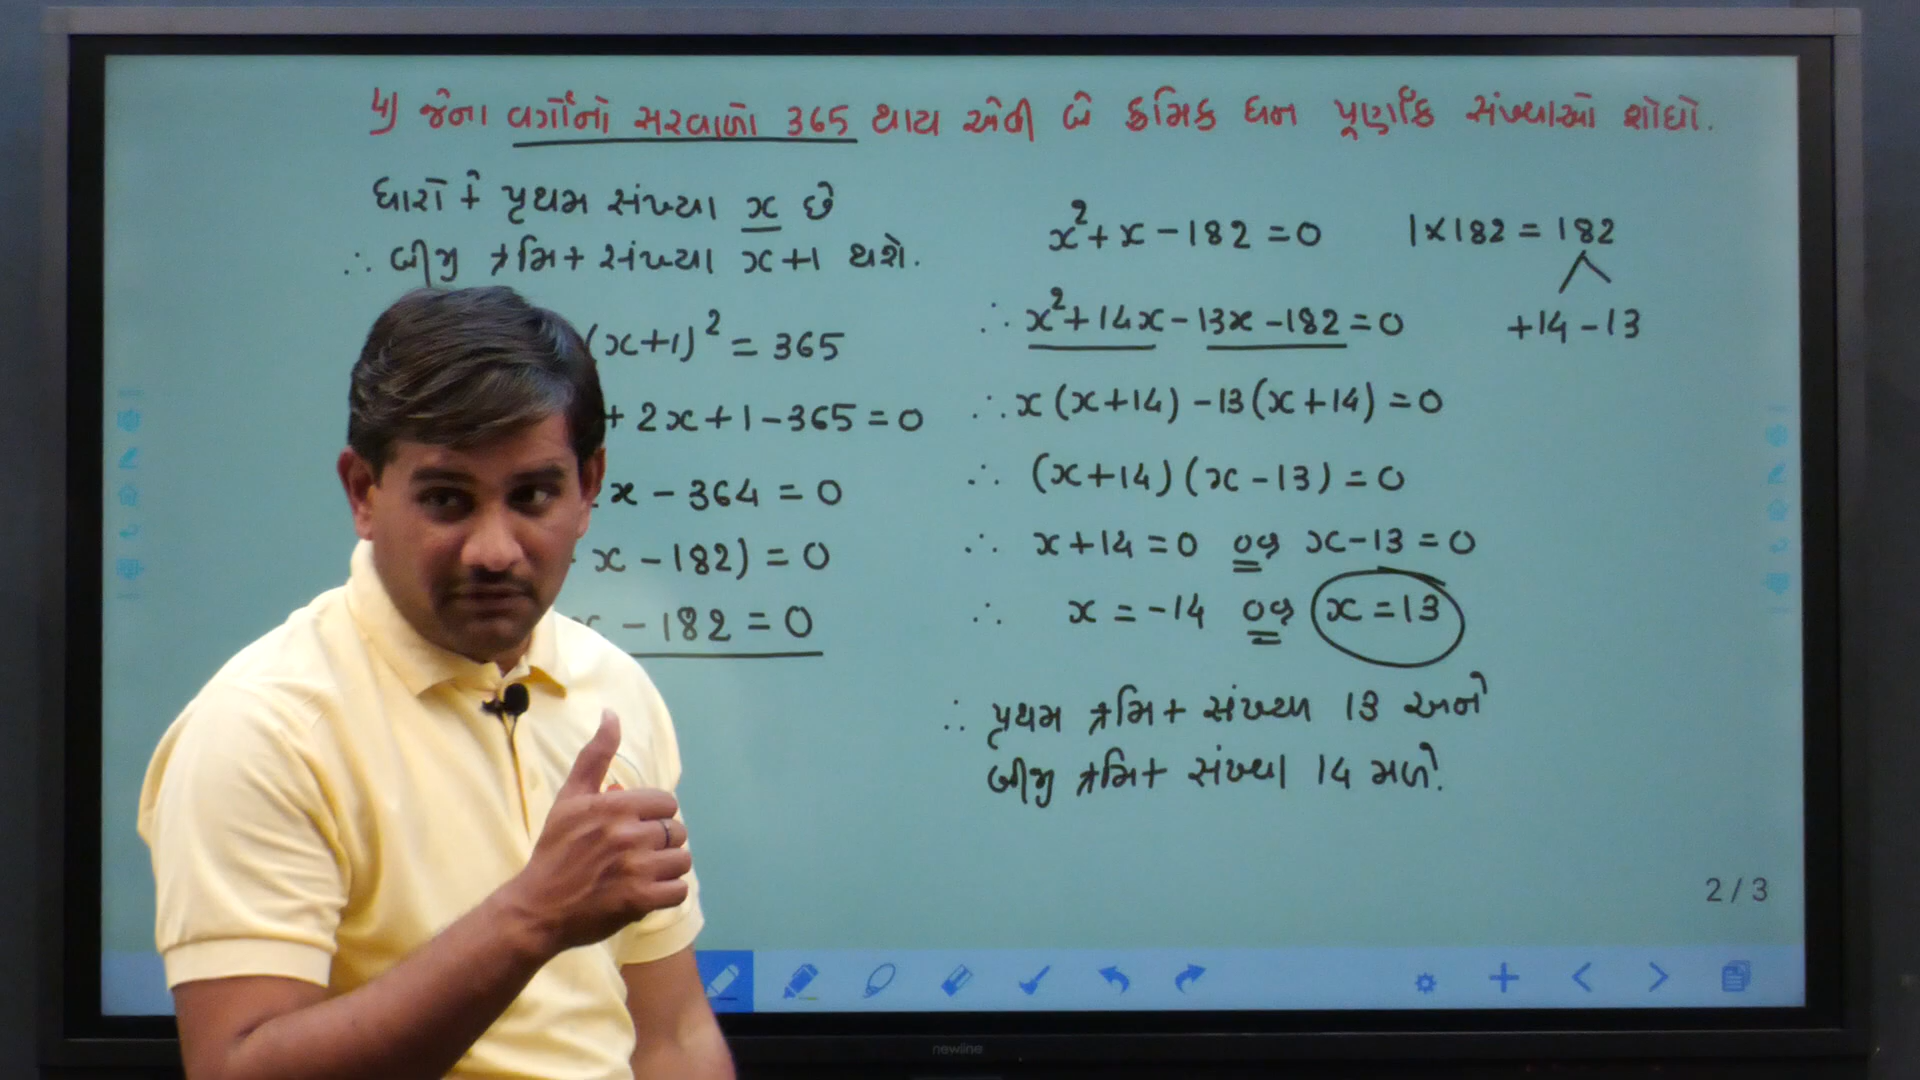 ૫) જેના વર્ગોનો સરવાળો 365 થાય એવી બે ક્રમિક ધન પૂર્ણાંક સંખ્યાઓ શોધો.
ધારો કે પ્રથમ સંખ્યા x છે
∴ બીજી ક્રમિક સંખ્યા x+1 થશે.
(x+1)² = 365
+ 2x + 1 - 365 = 0
x - 364 = 0
x - 182) = 0
x - 182 = 0
x² + x - 182 = 0
1 x 182 = 182
+14 -13
∴ x² + 14x - 13x - 182 = 0
∴ x (x+14) - 13 (x+14) = 0
∴ (x+14) (x-13) = 0
∴ x+14 = 0 અથવા x-13 = 0
∴ x = -14 અથવા x = 13
∴ પ્રથમ ક્રમિક સંખ્યા 13 અને
બીજી ક્રમિક સંખ્યા 14 મળે.
2 / 3
newline